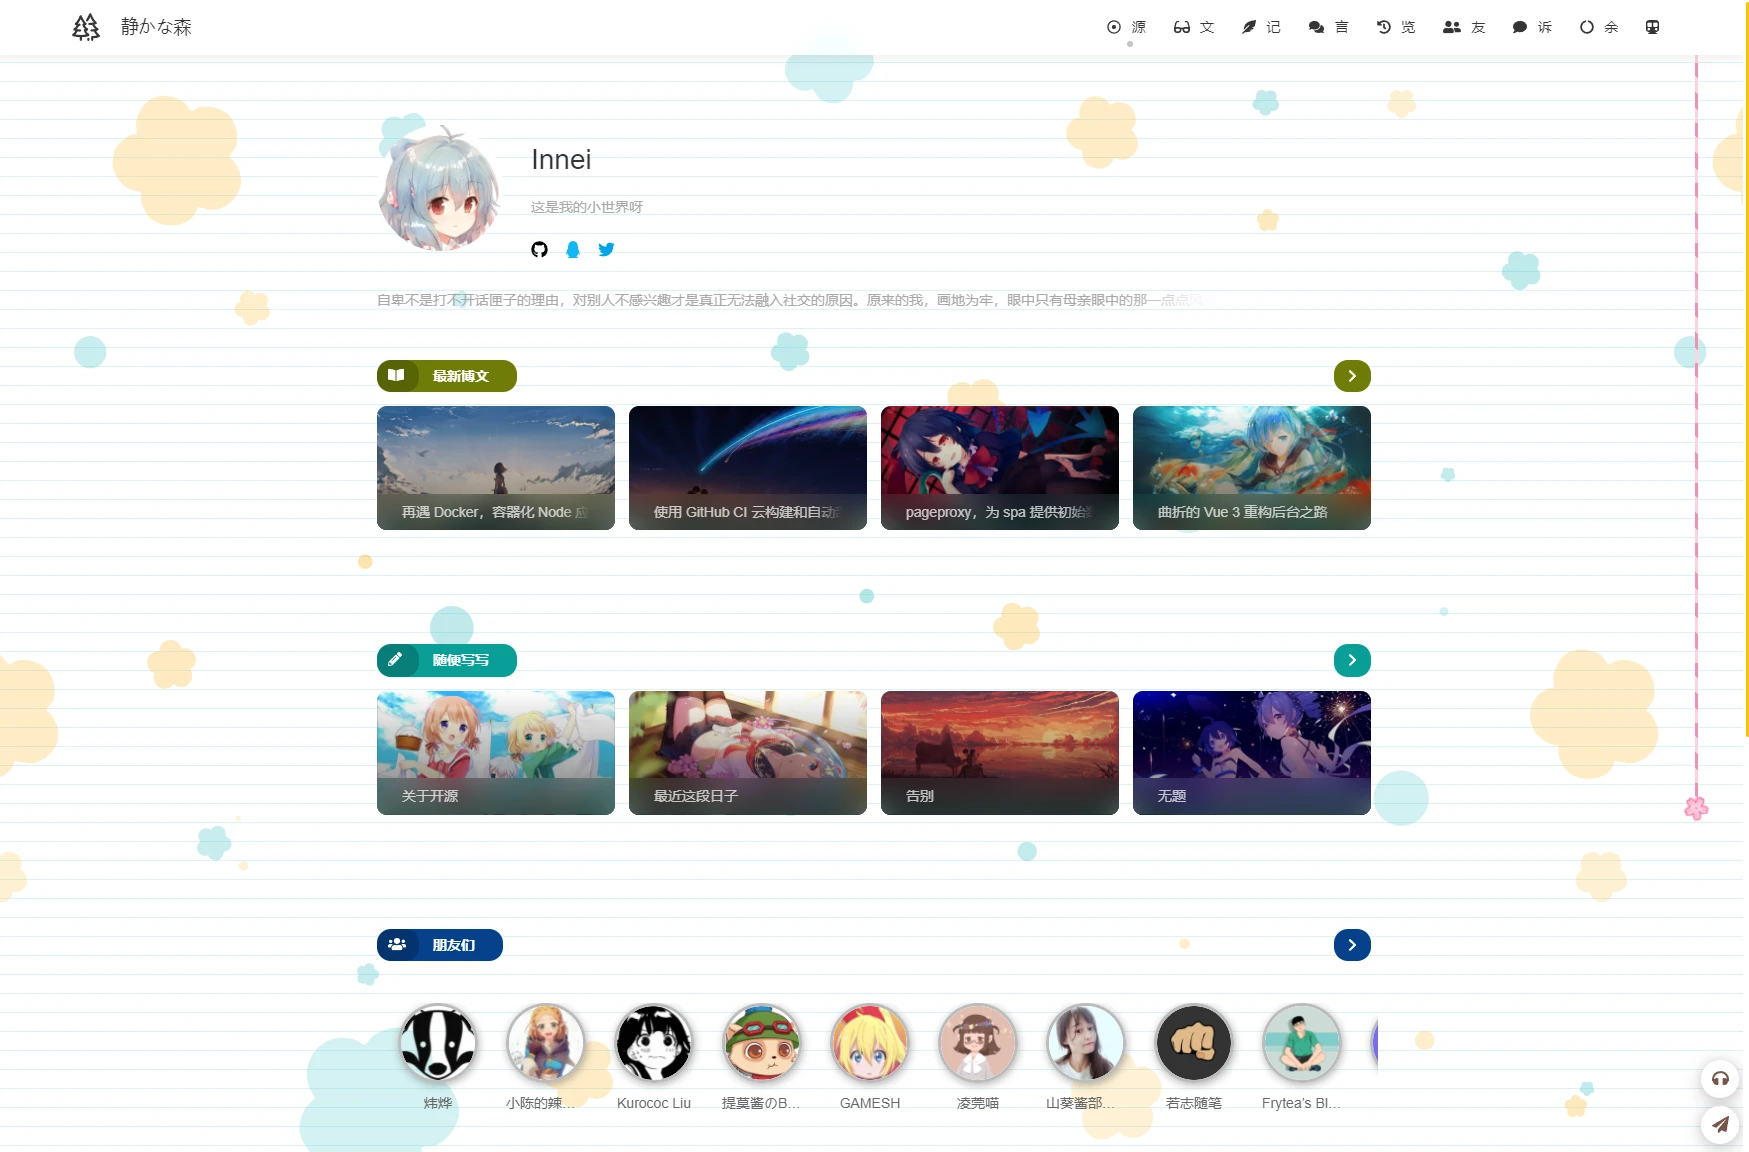 静かな森
源 文 记 言 览 友 诉 余
Innei
这是我的小世界呀
自卑不是打不开话匣子的理由，对别人不感兴趣才是真正无法融入社交的原因。原来的我，画地为牢，眼中只有母亲眼中的那一点点风
最新博文
再遇 Docker，容器化 Node 应
使用 GitHub CI 云构建和自动
pageproxy，为 spa 提供初始
曲折的 Vue 3 重构后台之路
随便写写
关于开源
最近这段日子
告别
无题
朋友们
炜烨
小陈的辣...
Kurococ Liu
提莫酱のB...
GAMESH
凌莞喵
山葵酱部...
若志随笔
Frytea's Bl...